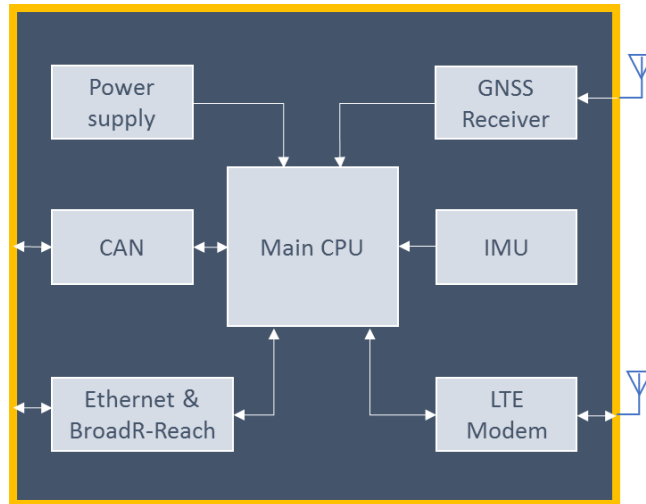 Power
supply
GNSS
Receiver
CAN
Main CPU
IMU
Ethernet &
BroadR-Reach
LTE
Modem